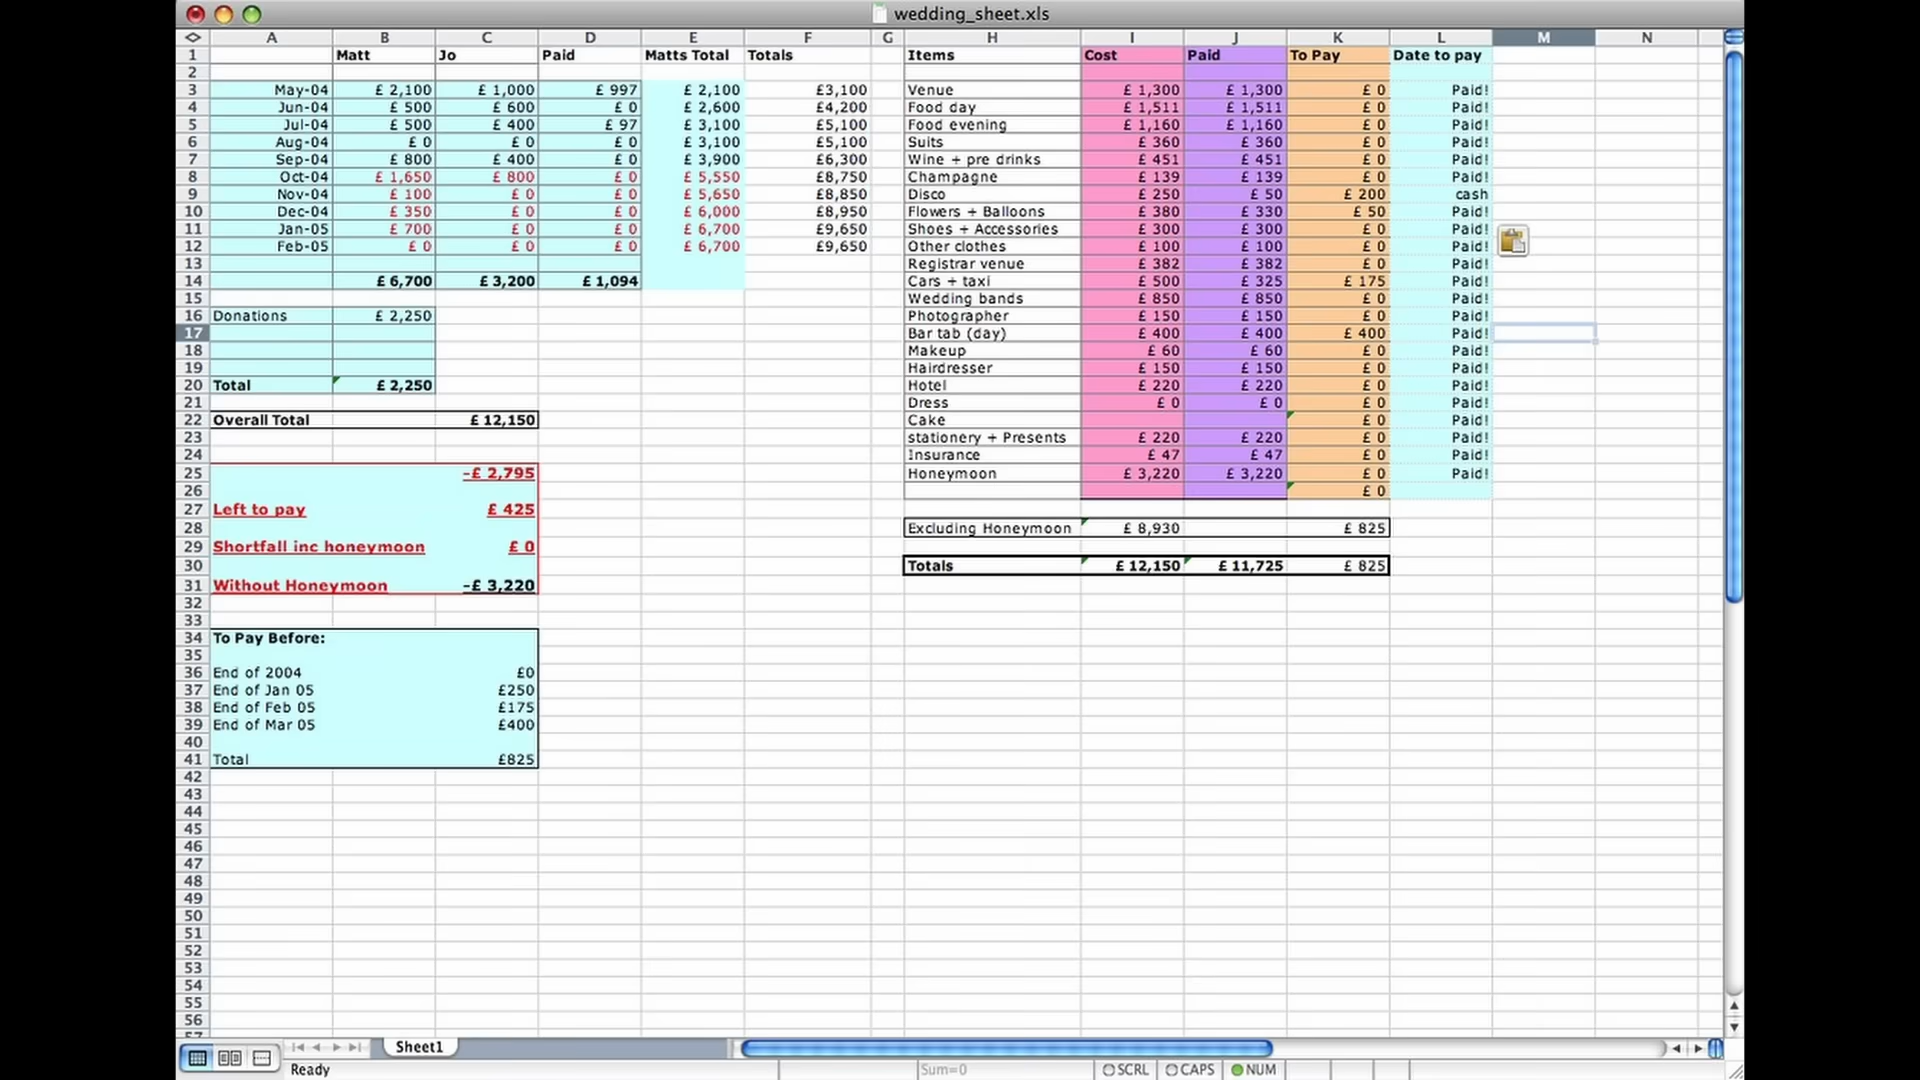 wedding_sheet.xls
A B C D E F G H I J K L M N
1 Matt Jo Paid Matts Total Totals Items Cost Paid To Pay Date to pay
2
3 May-04 £ 2,100 £ 1,000 £ 997 £ 2,100 £3,100 Venue £ 1,300 £ 1,300 £ 0 Paid!
4 Jun-04 £ 500 £ 600 £ 0 £ 2,600 £4,200 Food day £ 1,511 £ 1,511 £ 0 Paid!
5 Jul-04 £ 500 £ 400 £ 97 £ 3,100 £5,100 Food evening £ 1,160 £ 1,160 £ 0 Paid!
6 Aug-04 £ 0 £ 0 £ 0 £ 3,100 £5,100 Suits £ 360 £ 360 £ 0 Paid!
7 Sep-04 £ 800 £ 400 £ 0 £ 3,900 £6,300 Wine + pre drinks £ 451 £ 451 £ 0 Paid!
8 Oct-04 £ 1,650 £ 800 £ 0 £ 5,550 £8,750 Champagne £ 139 £ 139 £ 0 Paid!
9 Nov-04 £ 100 £ 0 £ 0 £ 5,650 £8,850 Disco £ 250 £ 50 £ 200 cash
10 Dec-04 £ 350 £ 0 £ 0 £ 6,000 £8,950 Flowers + Balloons £ 380 £ 330 £ 50 Paid!
11 Jan-05 £ 700 £ 0 £ 0 £ 6,700 £9,650 Shoes + Accessories £ 300 £ 300 £ 0 Paid!
12 Feb-05 £ 0 £ 0 £ 0 £ 6,700 £9,650 Other clothes £ 100 £ 100 £ 0 Paid!
13 Registrar venue £ 382 £ 382 £ 0 Paid!
14 £ 6,700 £ 3,200 £ 1,094 Cars + taxi £ 500 £ 325 £ 175 Paid!
15 Wedding bands £ 850 £ 850 £ 0 Paid!
16 Donations £ 2,250 Photographer £ 150 £ 150 £ 0 Paid!
17 Bar tab (day) £ 400 £ 400 £ 400 Paid!
18 Makeup £ 60 £ 60 £ 0 Paid!
19 Hairdresser £ 150 £ 150 £ 0 Paid!
20 Total £ 2,250 Hotel £ 220 £ 220 £ 0 Paid!
21 Dress £ 0 £ 0 £ 0 Paid!
22 Overall Total £ 12,150 Cake £ 0 Paid!
23 stationery + Presents £ 220 £ 220 £ 0 Paid!
24 Insurance £ 47 £ 47 £ 0 Paid!
25 -£ 2,795 Honeymoon £ 3,220 £ 3,220 £ 0 Paid!
26 £ 0
27 Left to pay £ 425
28 Excluding Honeymoon £ 8,930 £ 825
29 Shortfall inc honeymoon £ 0
30 Totals £ 12,150 £ 11,725 £ 825
31 Without Honeymoon -£ 3,220
32
33
34 To Pay Before:
35
36 End of 2004 £0
37 End of Jan 05 £250
38 End of Feb 05 £175
39 End of Mar 05 £400
40
41 Total £825
42
43
44
45
46
47
48
49
50
51
52
53
54
55
56
57
Sheet1
Ready Sum=0 SCRL CAPS NUM